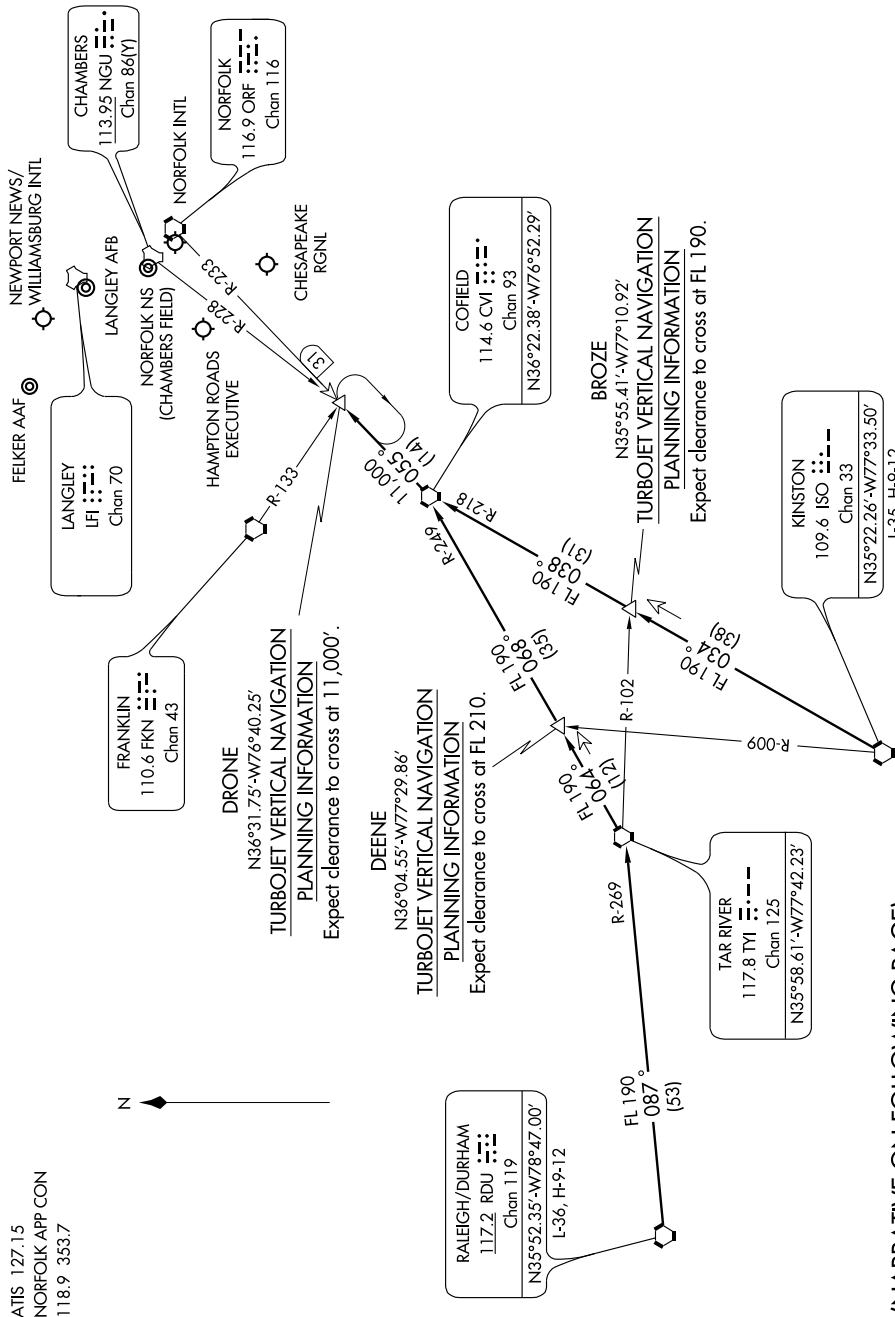 ATIS 127.15
NORFOLK APP CON
118.9 353.7
N
FELKER AAF
NEWPORT NEWS/
WILLIAMSBURG INTL
LANGLEY
LFI
Chan 70
LANGLEY AFB
CHAMBERS
113.95 NGU
Chan 86(Y)
NORFOLK NS
(CHAMBERS FIELD)
NORFOLK INTL
NORFOLK
116.9 ORF
Chan 116
HAMPTON ROADS
EXECUTIVE
CHESAPEAKE
RGNL
R-228
R-233
31
FRANKLIN
110.6 FKN
Chan 43
R-133
DRONE
N36°31.75'-W76°40.25'
TURBOJET VERTICAL NAVIGATION
PLANNING INFORMATION
Expect clearance to cross at 11,000'.
11,000
055°
(14)
COFIELD
114.6 CVI
Chan 93
N36°22.38'-W76°52.29'
R-249
R-218
DEENE
N36°04.55'-W77°29.86'
TURBOJET VERTICAL NAVIGATION
PLANNING INFORMATION
Expect clearance to cross at FL 210.
FL 190
068°
(35)
FL 190
038°
(31)
BROZE
N35°55.41'-W77°10.92'
TURBOJET VERTICAL NAVIGATION
PLANNING INFORMATION
Expect clearance to cross at FL 190.
FL 190
064°
(12)
R-102
R-009
FL 190
034°
(38)
RALEIGH/DURHAM
117.2 RDU
Chan 119
N35°52.35'-W78°47.00'
L-36, H-9-12
FL 190
087°
(53)
R-269
TAR RIVER
117.8 TYI
Chan 125
N35°58.61'-W77°42.23'
KINSTON
109.6 ISO
Chan 33
N35°22.26'-W77°33.50'
L-35, H-9-12
(NARRATIVE ON FOLLOWING PAGE)